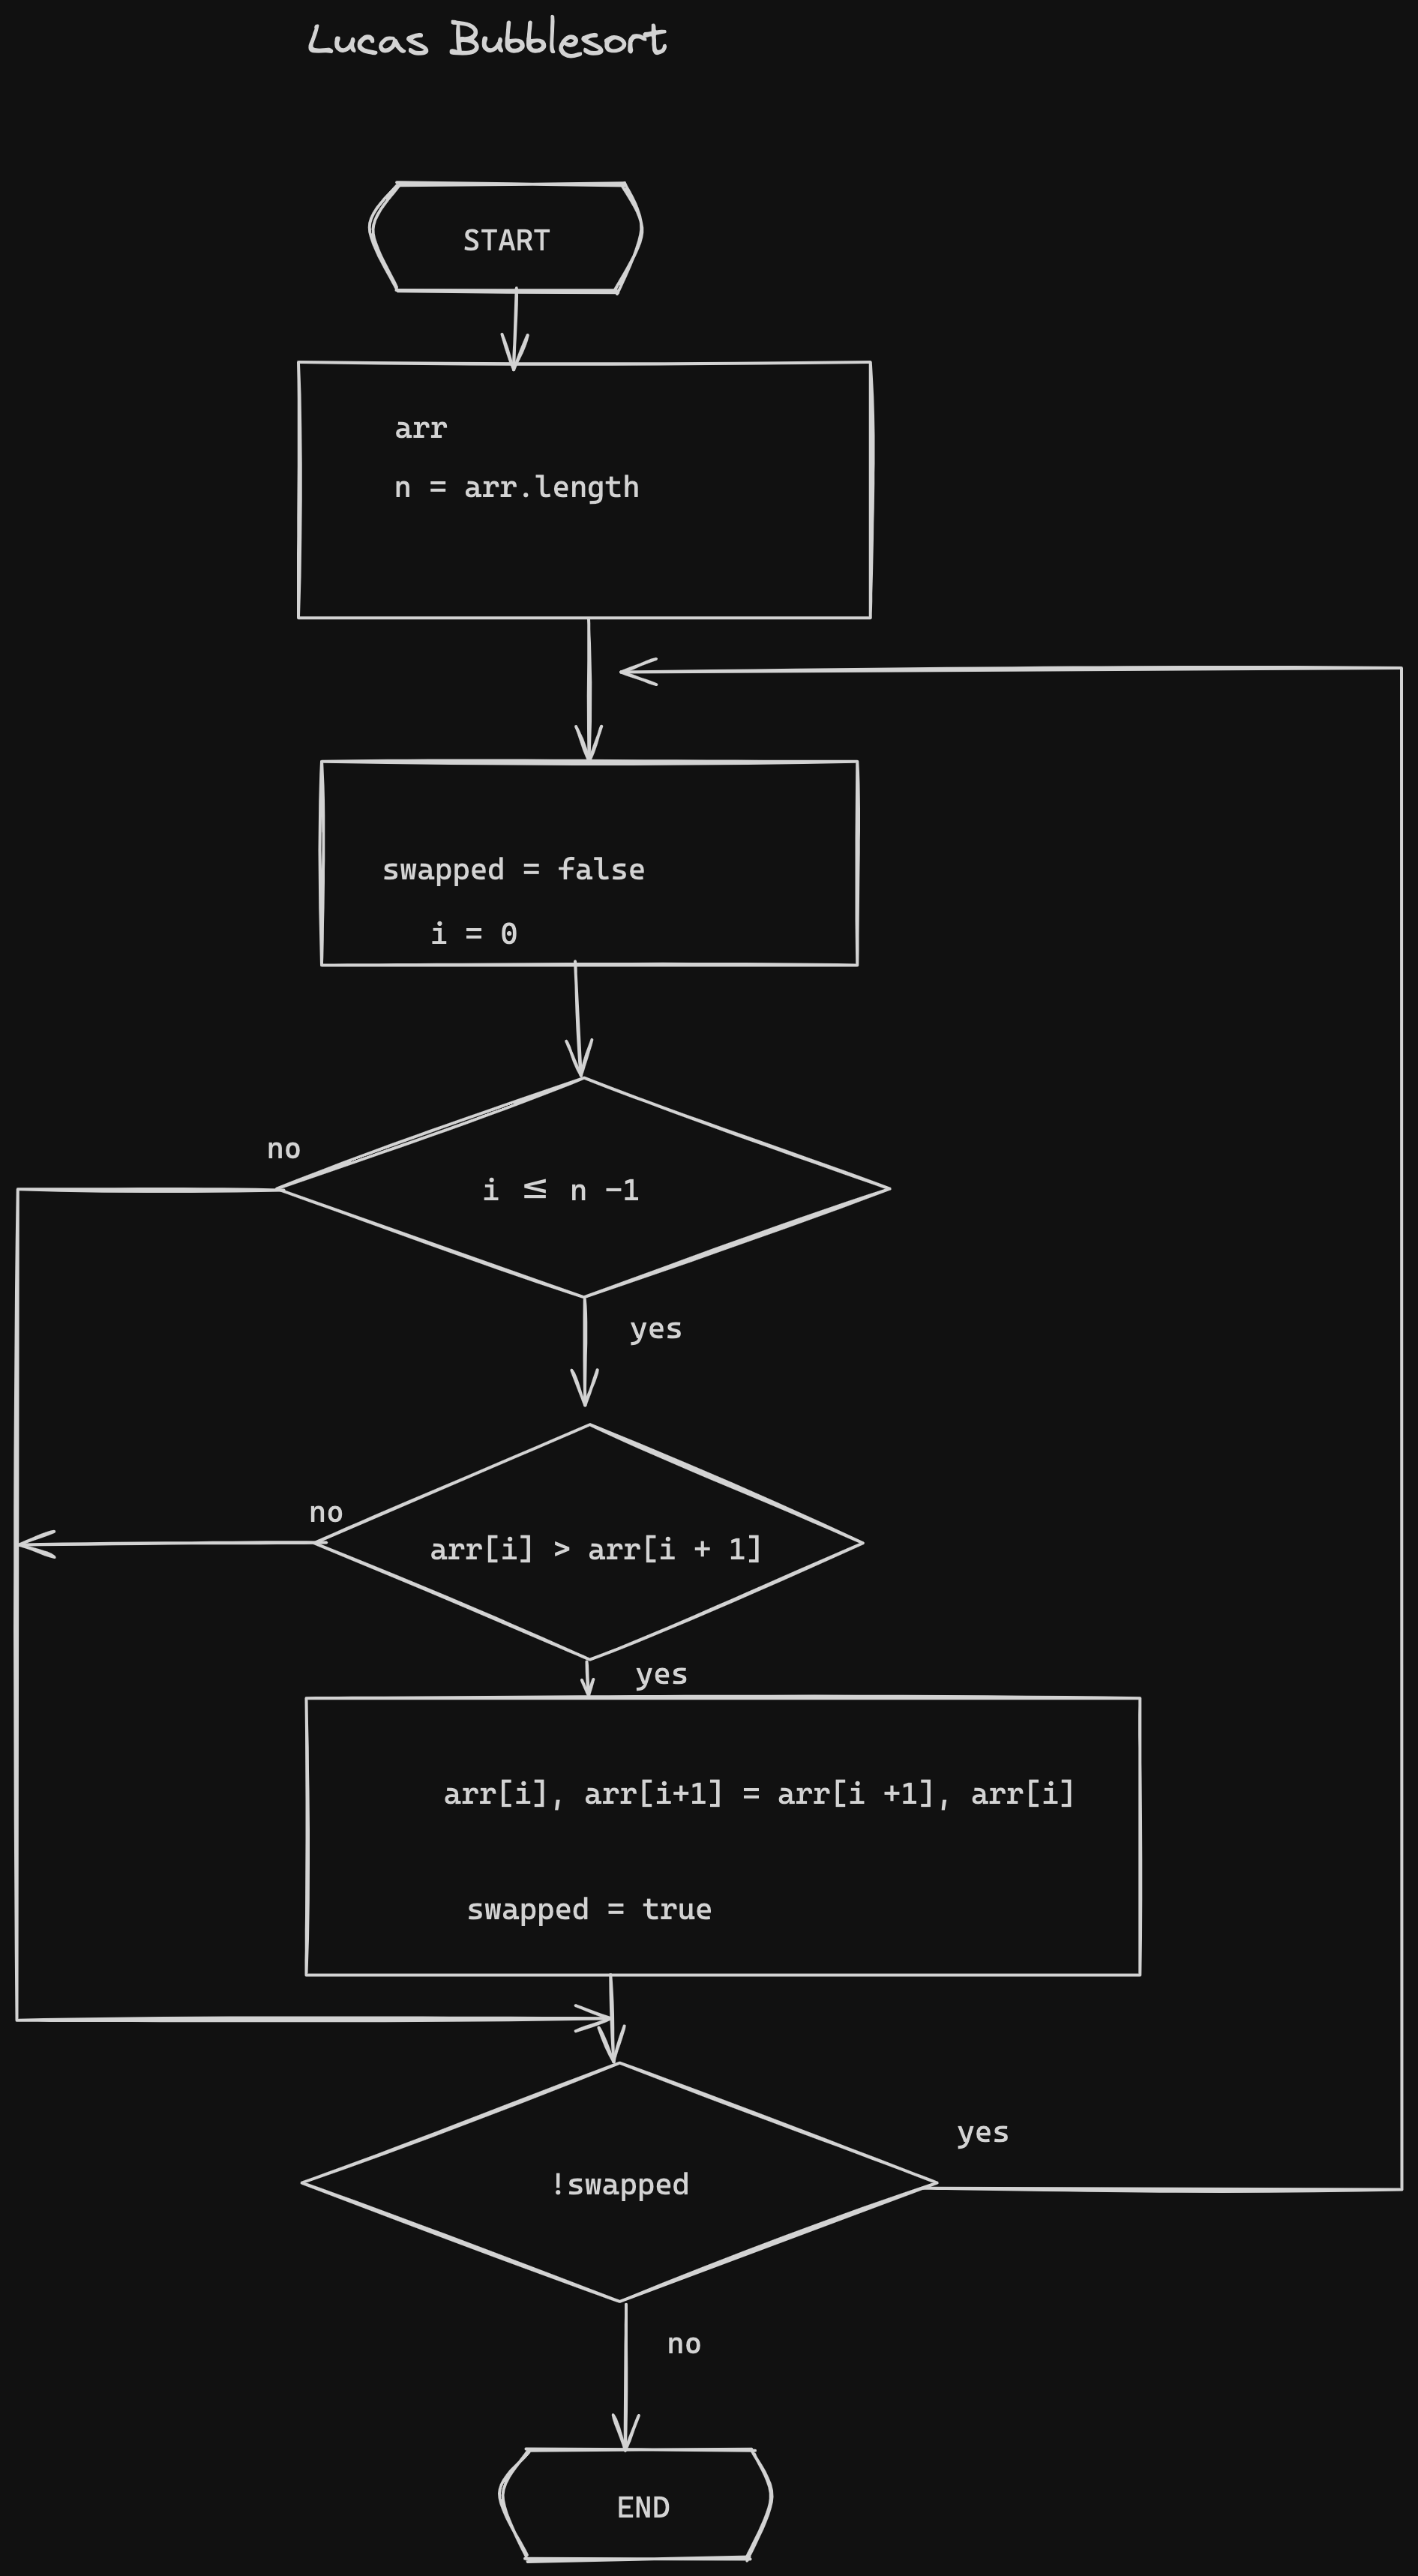 Lucas Bubblesort
START
arr
n = arr.length
swapped = false
i = 0
no
i ≤ n -1
yes
no
arr[i] > arr[i + 1]
yes
arr[i], arr[i+1] = arr[i +1], arr[i]
swapped = true
yes
!swapped
no
END